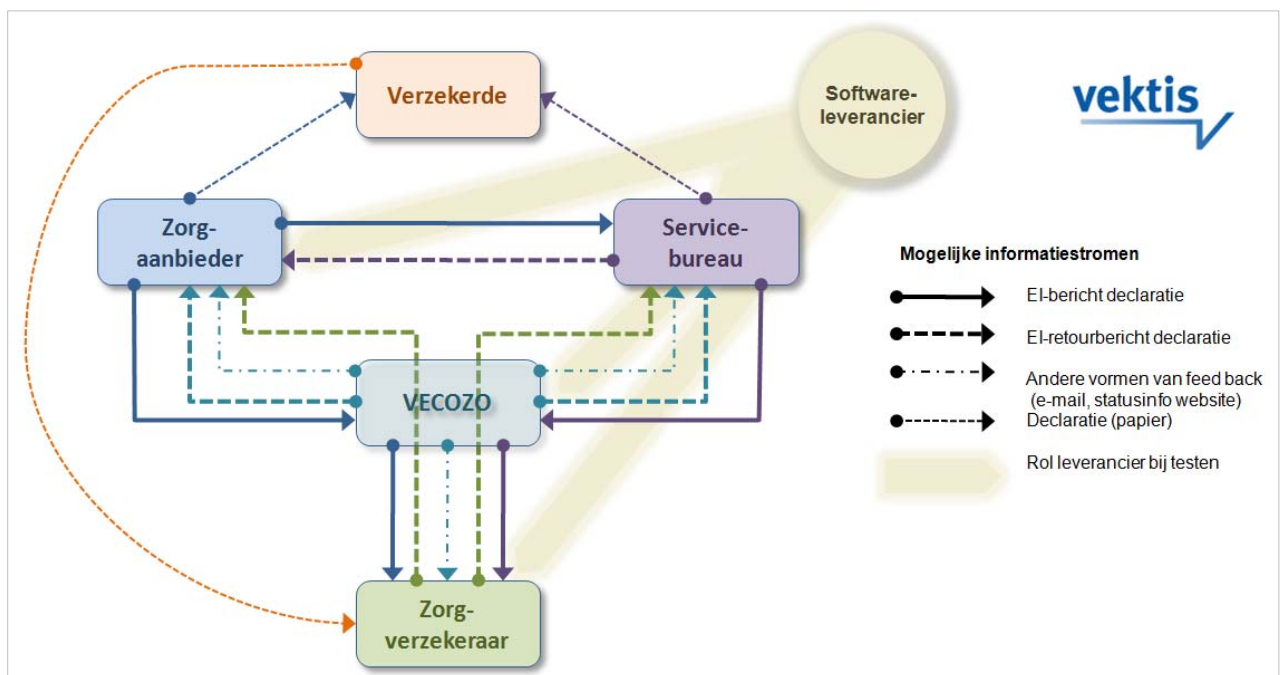 Verzekerde
Software-
leverancier
vektis
Zorg-
aanbieder
Service-
bureau
VECOZO
Zorg-
verzekeraar
Mogelijke informatiestromen
EI-bericht declaratie
EI-retourbericht declaratie
Andere vormen van feed back
(e-mail, statusinfo website)
Declaratie (papier)
Rol leverancier bij testen